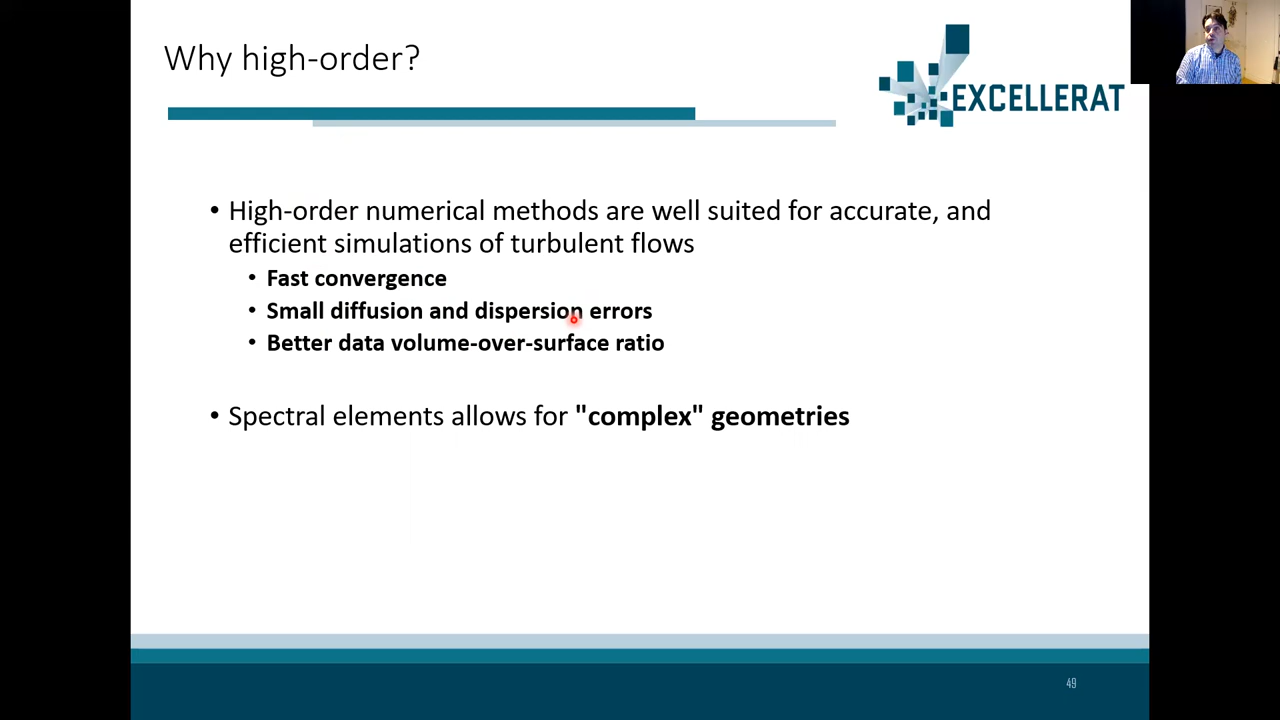 Why high-order?
EXCELLERAT
• High-order numerical methods are well suited for accurate, and
efficient simulations of turbulent flows
• Fast convergence
• Small diffusion and dispersion errors
• Better data volume-over-surface ratio
• Spectral elements allows for "complex" geometries
49